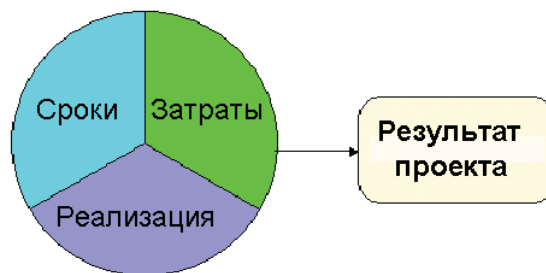 Сроки
Затраты
Реализация
Результат
проекта